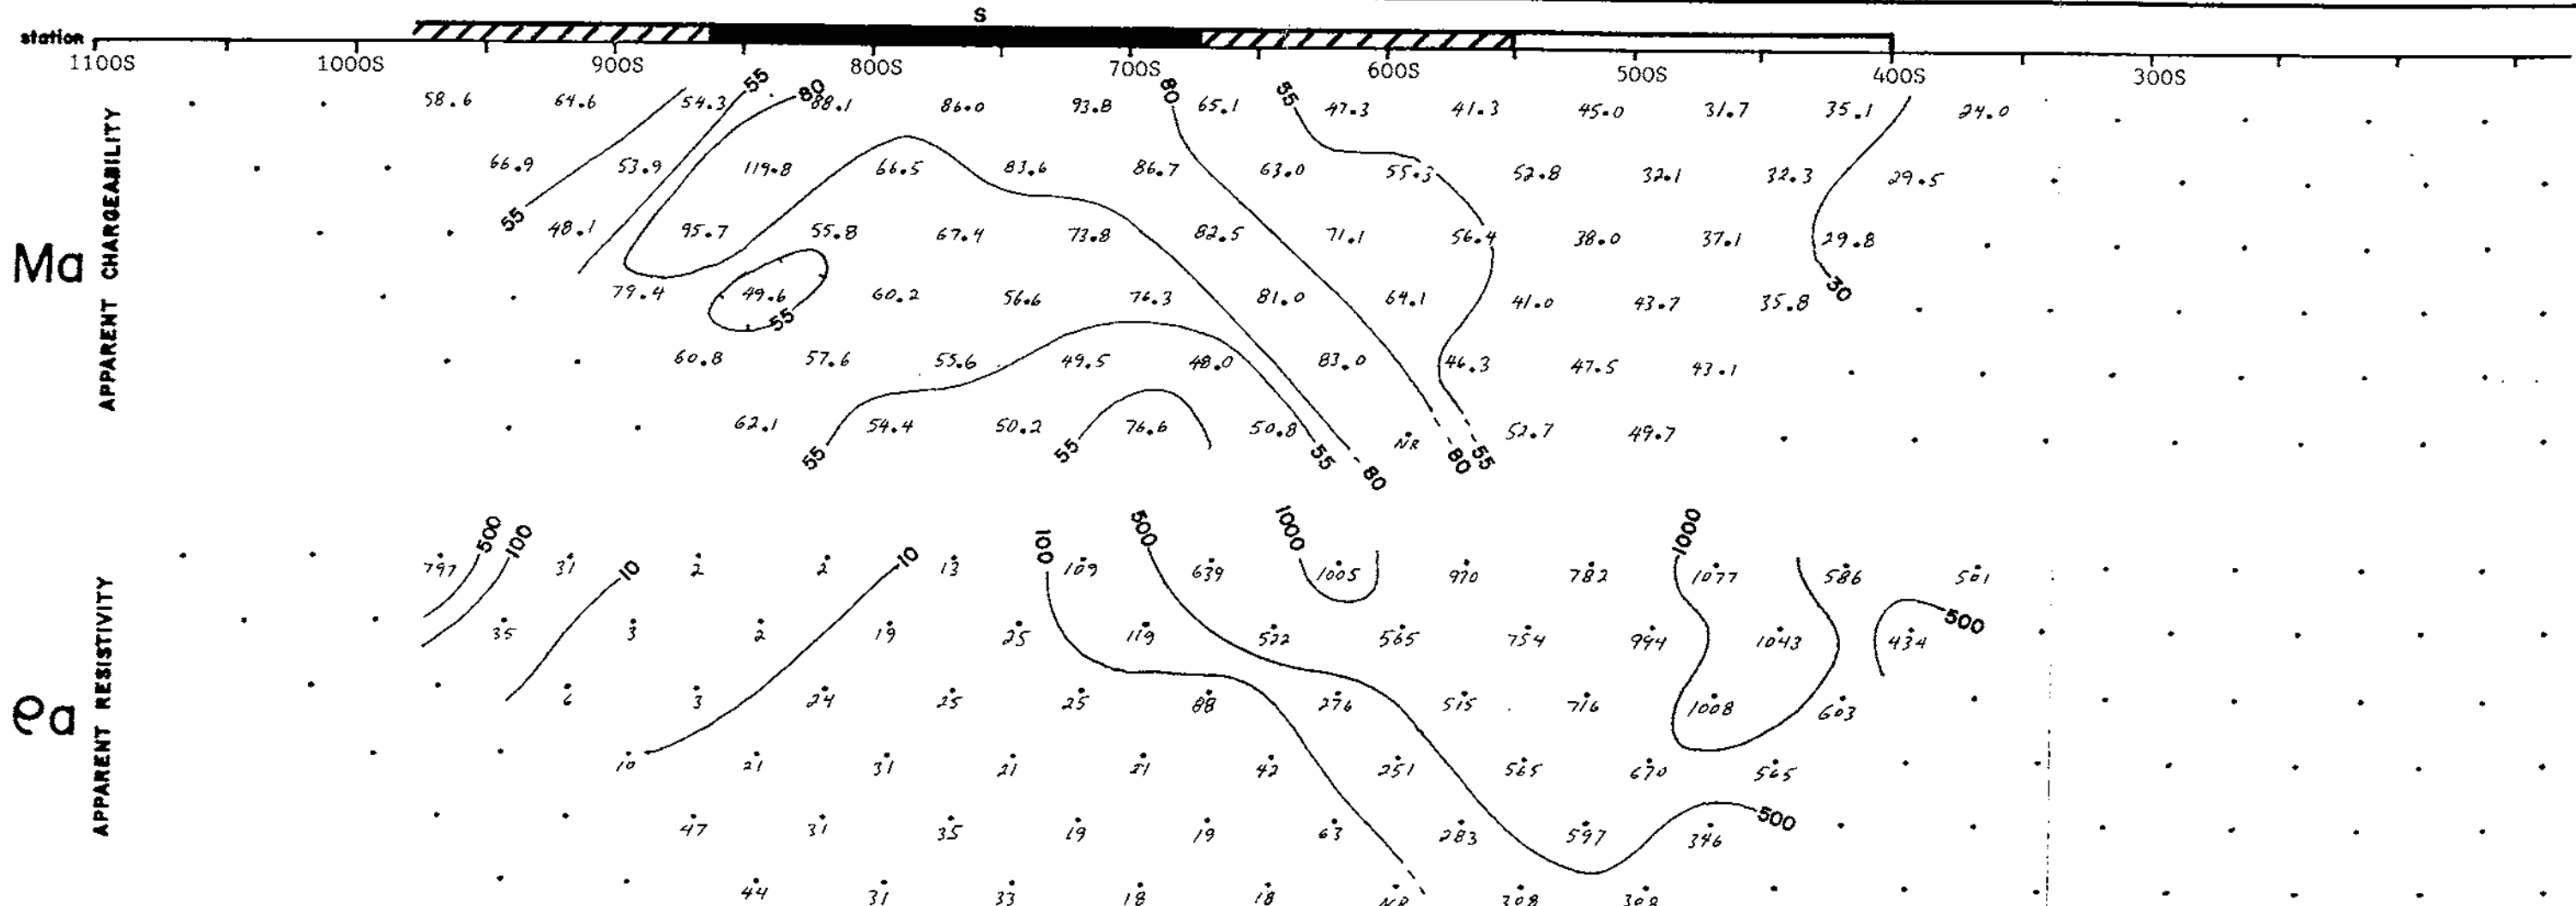 S
station
1100S 1000S 900S 800S 700S 600S 500S 400S 300S
55 80 80 55
58.6 64.6 54.3 88.1 86.0 93.8 65.1 47.3 41.3 45.0 31.7 35.1 24.0
66.9 53.9 119.8 66.5 83.6 86.7 63.0 55.3 52.8 32.1 32.3 29.5
55
48.1 95.7 55.8 67.4 73.8 82.5 71.1 56.4 38.0 37.1 29.8
Ma
APPARENT CHARGEABILITY
79.4 49.6 60.2 56.6 76.3 81.0 64.1 41.0 43.7 35.8 30
55
60.8 57.6 53.6 49.5 48.0 83.0 46.3 47.5 43.1
62.1 54.4 50.2 76.6 50.8 NR 52.7 49.7
55 55 55 80 80 55
500 100 10 10 100 500 1000 1000
797 31 2 2 13 109 639 1005 970 782 1077 586 501
35 3 2 19 25 119 522 565 754 994 1043 434 500
ρa
APPARENT RESISTIVITY
6 3 24 25 25 88 276 515 716 1008 603
10 21 31 21 21 42 251 565 670 565
47 31 35 19 19 63 283 597 346 500
44 31 33 18 18 NR 308 308